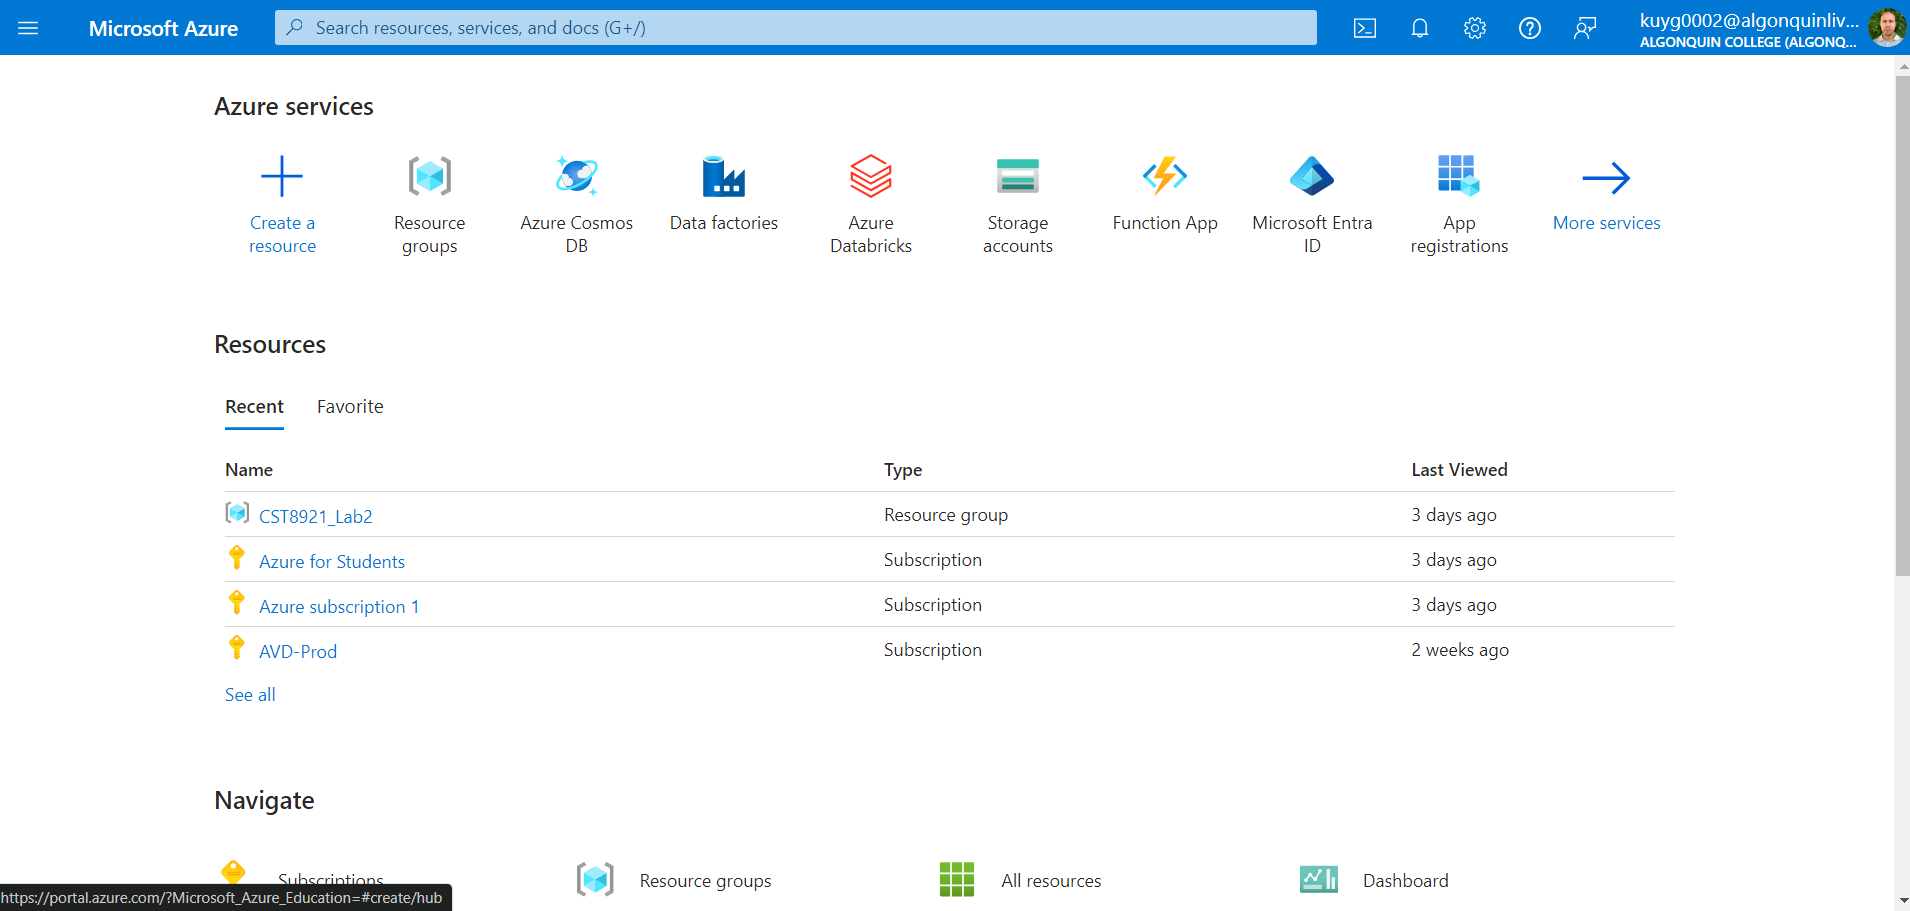 Microsoft Azure
Search resources, services, and docs (G+/)
kuyg0002@algonquinliv...
ALGONQUIN COLLEGE (ALGONQ...
Azure services
Create a
resource
Resource
groups
Azure Cosmos
DB
Data factories
Azure
Databricks
Storage
accounts
Function App
Microsoft Entra
ID
App
registrations
More services
Resources
Recent Favorite
Name Type Last Viewed
CST8921_Lab2 Resource group 3 days ago
Azure for Students Subscription 3 days ago
Azure subscription 1 Subscription 3 days ago
AVD-Prod Subscription 2 weeks ago
See all
Navigate
Subscriptions Resource groups All resources Dashboard
https://portal.azure.com/?Microsoft_Azure_Education=#create/hub